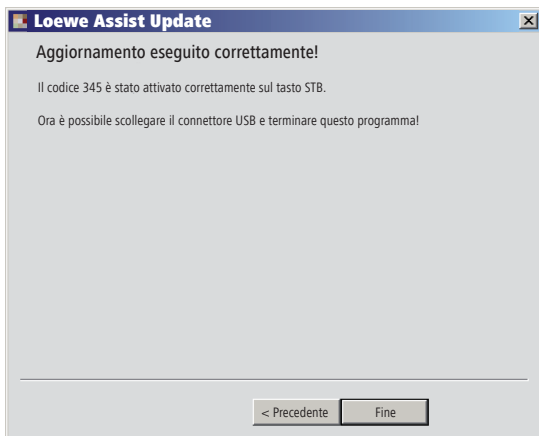 Loewe Assist Update
Aggiornamento eseguito correttamente!
Il codice 345 è stato attivato correttamente sul tasto STB.
Ora è possibile scollegare il connettore USB e terminare questo programma!
< Precedente
Fine